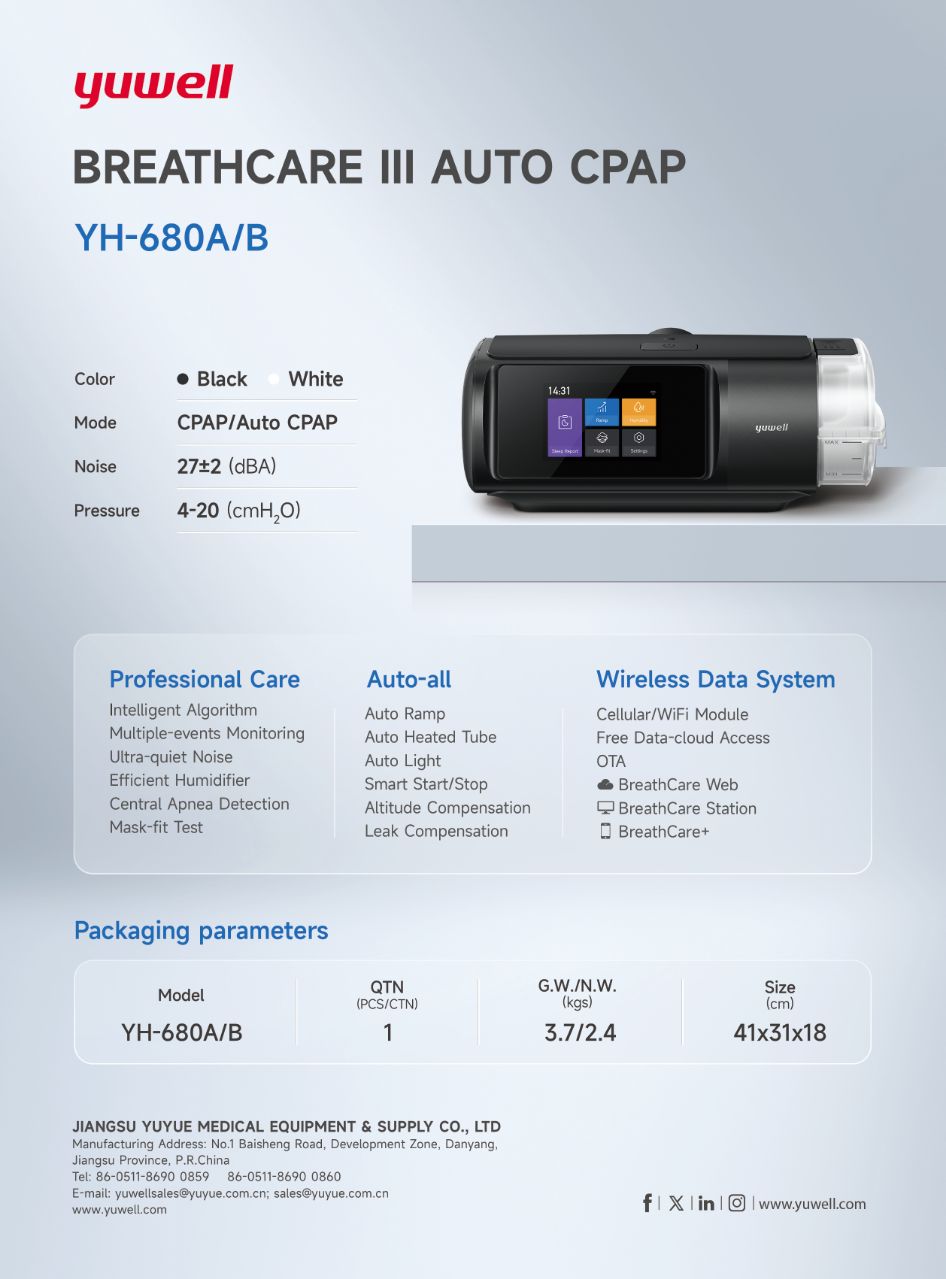 yuwell
BREATHCARE III AUTO CPAP
YH-680A/B
Color ● Black ● White
Mode CPAP/Auto CPAP
Noise 27±2 (dBA)
Pressure 4-20 (cmH₂O)
14:31
Sleep Report
Ramp
Humidity
Mask-fit
Settings
yuwell
MAX
MIN
Professional Care
Intelligent Algorithm
Multiple-events Monitoring
Ultra-quiet Noise
Efficient Humidifier
Central Apnea Detection
Mask-fit Test
Auto-all
Auto Ramp
Auto Heated Tube
Auto Light
Smart Start/Stop
Altitude Compensation
Leak Compensation
Wireless Data System
Cellular/WiFi Module
Free Data-cloud Access
OTA
BreathCare Web
BreathCare Station
BreathCare+
Packaging parameters
Model QTN (PCS/CTN) G.W./N.W. (kgs) Size (cm)
YH-680A/B 1 3.7/2.4 41x31x18
JIANGSU YUYUE MEDICAL EQUIPMENT & SUPPLY CO., LTD
Manufacturing Address: No.1 Baisheng Road, Development Zone, Danyang,
Jiangsu Province, P.R.China
Tel: 86-0511-8690 0859 86-0511-8690 0860
E-mail: yuwellsales@yuyue.com.cn; sales@yuyue.com.cn
www.yuwell.com
f | X | in | www.yuwell.com